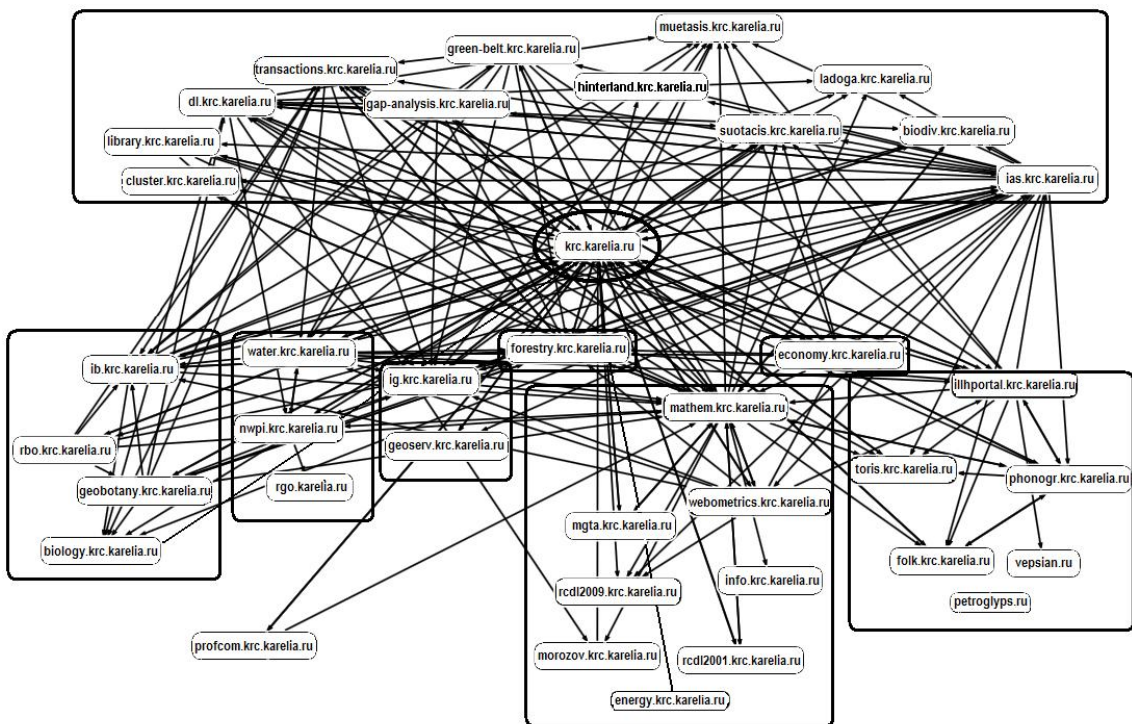 muetasis.krc.karelia.ru
green-belt.krc.karelia.ru
transactions.krc.karelia.ru
ladoga.krc.karelia.ru
hinterland.krc.karelia.ru
dl.krc.karelia.ru
gap-analysis.krc.karelia.ru
suotacis.krc.karelia.ru
biodiv.krc.karelia.ru
library.krc.karelia.ru
cluster.krc.karelia.ru
ias.krc.karelia.ru
krc.karelia.ru
water.krc.karelia.ru
forestry.krc.karelia.ru
economy.krc.karelia.ru
ib.krc.karelia.ru
ig.krc.karelia.ru
illhportal.krc.karelia.ru
mathem.krc.karelia.ru
nwpi.krc.karelia.ru
geoserv.krc.karelia.ru
rbo.krc.karelia.ru
toris.krc.karelia.ru
phonogr.krc.karelia.ru
rgo.karelia.ru
geobotany.krc.karelia.ru
webometrics.krc.karelia.ru
mgta.krc.karelia.ru
biology.krc.karelia.ru
folk.krc.karelia.ru
vepsian.ru
info.krc.karelia.ru
rcdl2009.krc.karelia.ru
petroglyps.ru
profcom.krc.karelia.ru
morozov.krc.karelia.ru
rcdl2001.krc.karelia.ru
energy.krc.karelia.ru